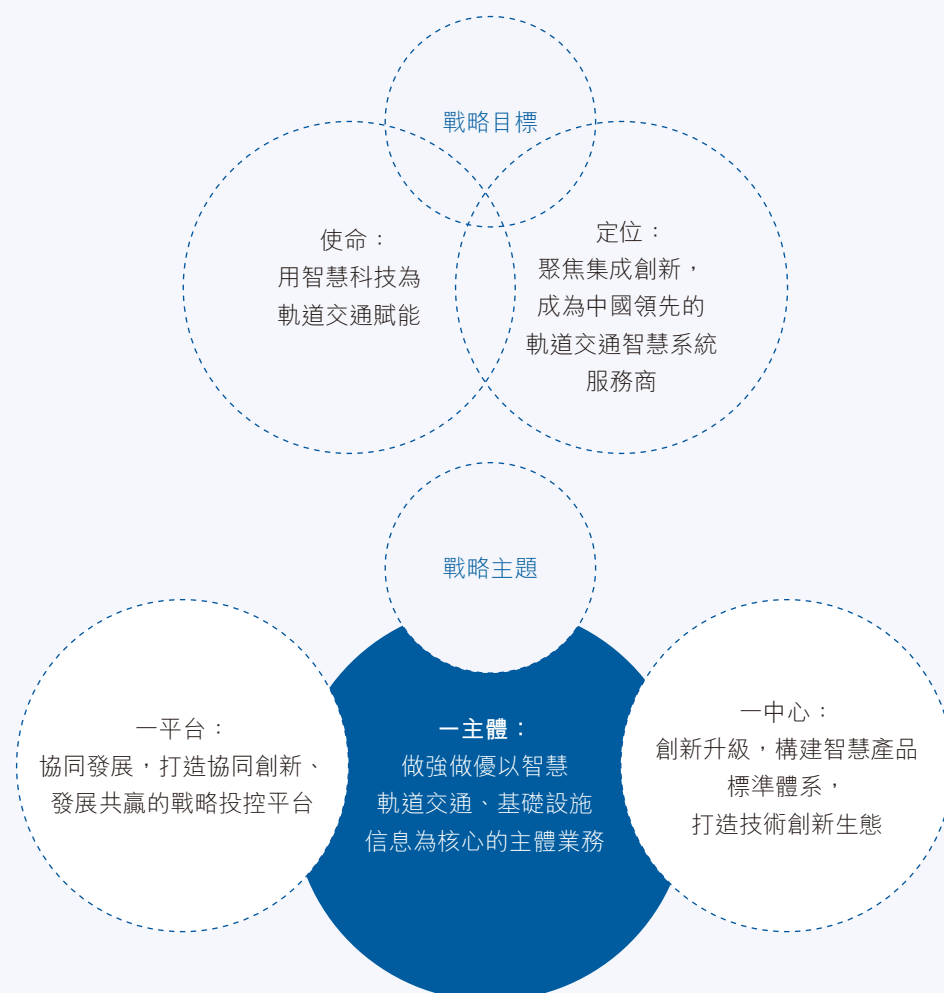 戰略目標
使命：
用智慧科技為
軌道交通賦能
定位：
聚焦集成創新，
成為中國領先的
軌道交通智慧系統
服務商
戰略主題
一平台：
協同發展，打造協同創新、
發展共贏的戰略投控平台
一主體：
做強做優以智慧
軌道交通、基礎設施
信息為核心的主體業務
一中心：
創新升級，構建智慧產品
標準體系，
打造技術創新生態